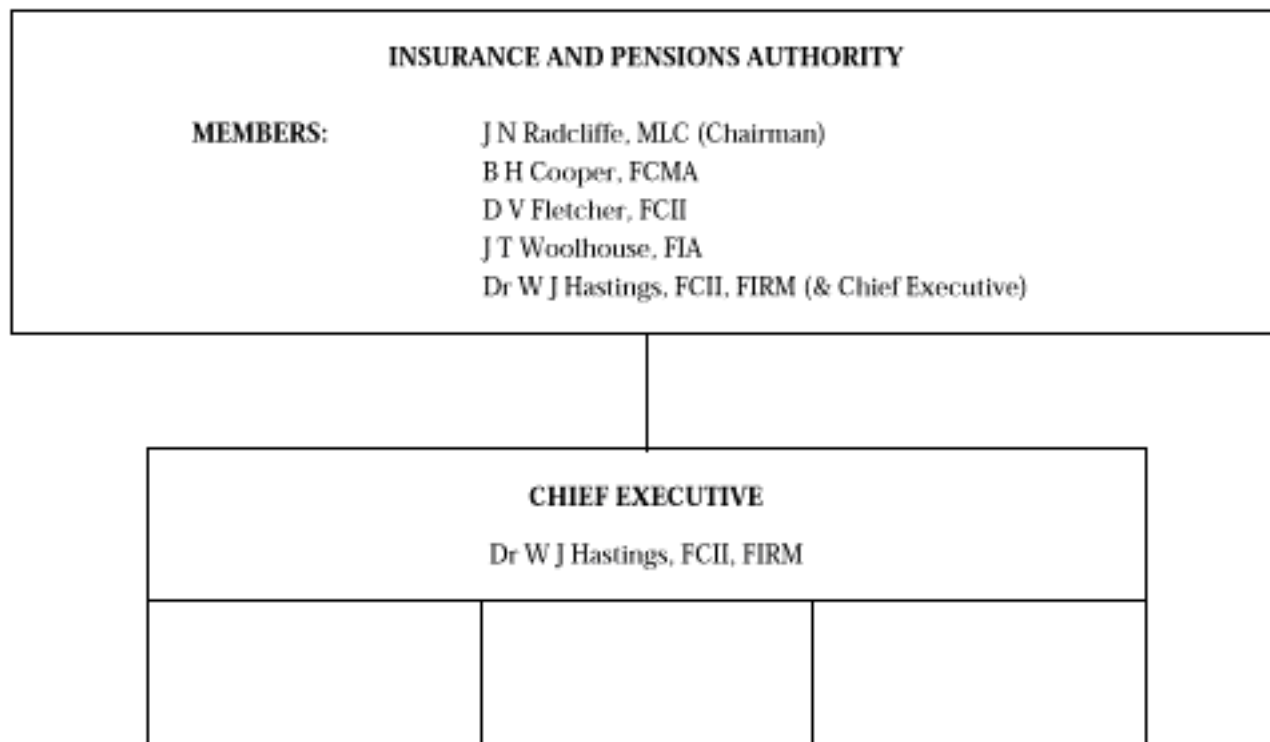 INSURANCE AND PENSIONS AUTHORITY
MEMBERS: J N Radcliffe, MLC (Chairman)
B H Cooper, FCMA
D V Fletcher, FCII
J T Woolhouse, FIA
Dr W J Hastings, FCII, FIRM (& Chief Executive)
CHIEF EXECUTIVE
Dr W J Hastings, FCII, FIRM